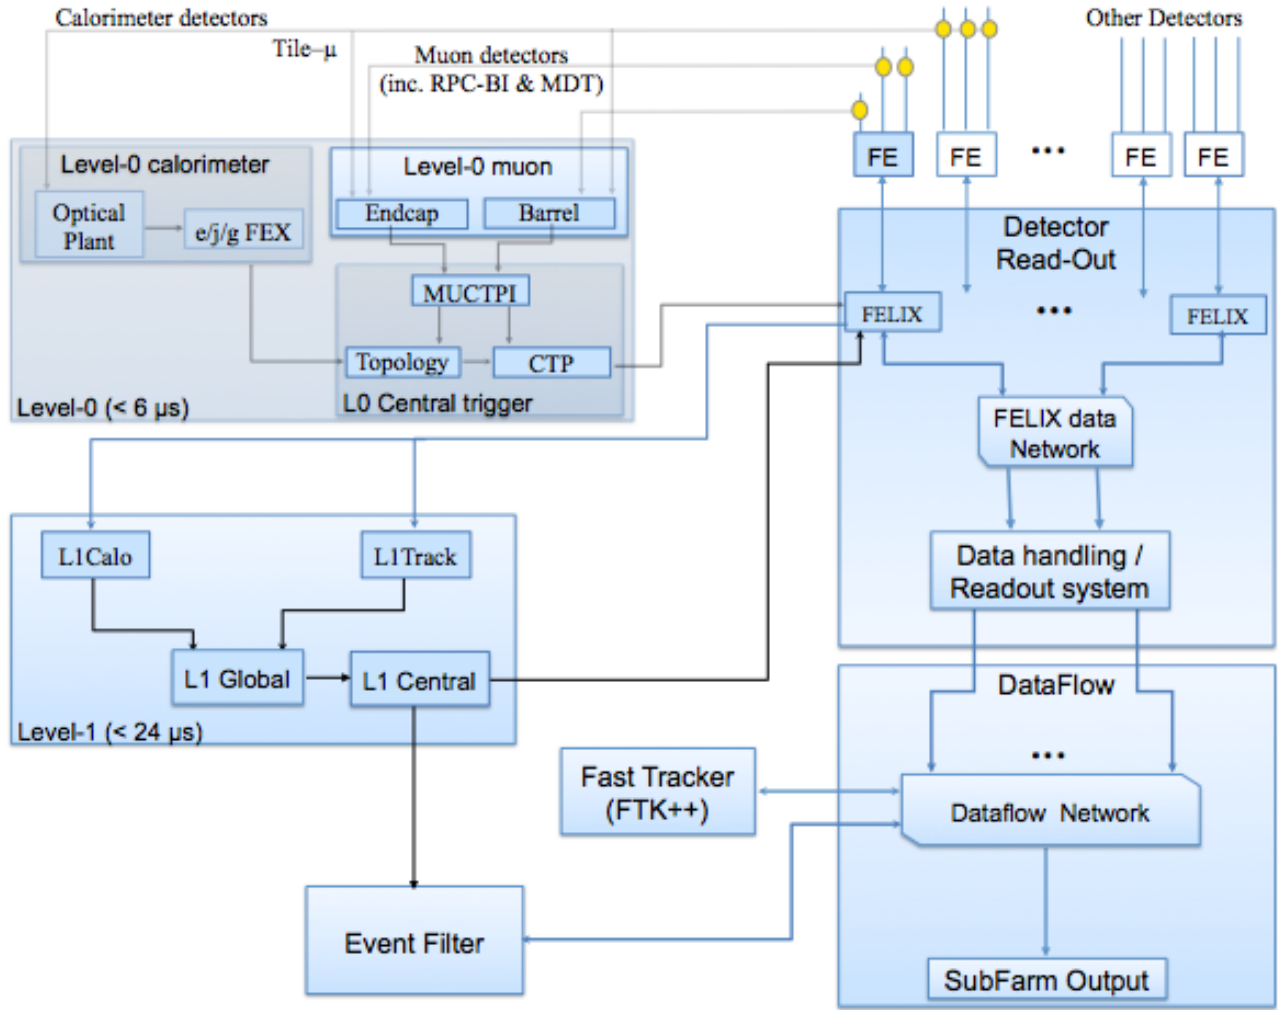 Calorimeter detectors
Other Detectors
Tile–μ
Muon detectors
(inc. RPC-BI & MDT)
FE
FE
...
FE
FE
Level-0 calorimeter
Level-0 muon
Optical
Plant
e/j/g FEX
Endcap
Barrel
Detector
Read-Out
MUCTPI
FELIX
...
FELIX
Topology
CTP
L0 Central trigger
Level-0 (< 6 μs)
FELIX data
Network
L1Calo
L1Track
Data handling /
Readout system
L1 Global
L1 Central
Level-1 (< 24 μs)
DataFlow
...
Fast Tracker
(FTK++)
Dataflow Network
Event Filter
SubFarm Output